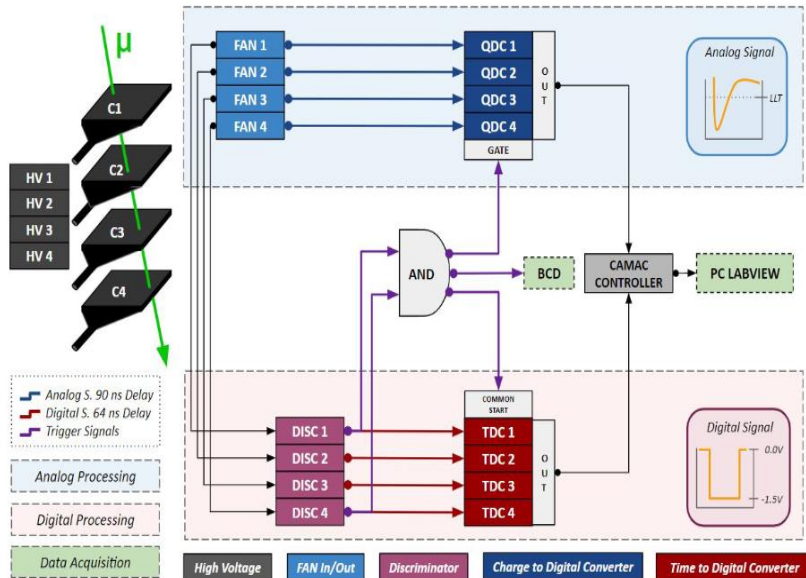 μ
C1
C2
C3
C4
HV 1
HV 2
HV 3
HV 4
FAN 1
FAN 2
FAN 3
FAN 4
QDC 1
QDC 2
QDC 3
QDC 4
OUT
GATE
Analog Signal
LLT
AND
BCD
CAMAC
CONTROLLER
PC LABVIEW
Analog S. 90 ns Delay
Digital S. 64 ns Delay
Trigger Signals
Analog Processing
Digital Processing
Data Acquisition
COMMON
START
DISC 1
DISC 2
DISC 3
DISC 4
TDC 1
TDC 2
TDC 3
TDC 4
OUT
Digital Signal
0.0V
-1.5V
High Voltage
FAN In/Out
Discriminator
Charge to Digital Converter
Time to Digital Converter